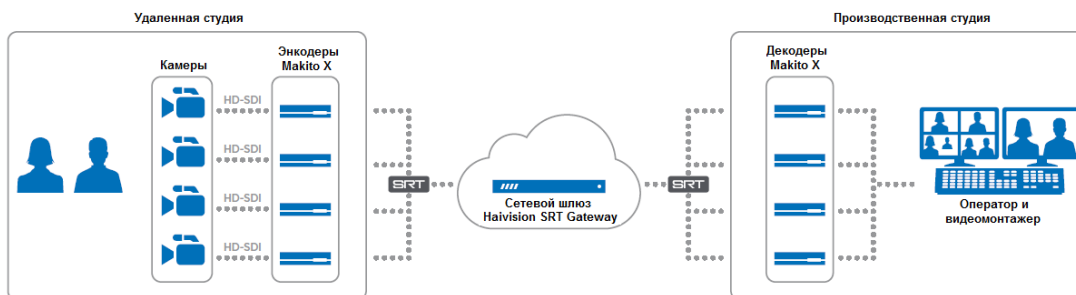 Удаленная студия
Производственная студия
Камеры
Энкодеры
Makito X
HD-SDI
HD-SDI
HD-SDI
HD-SDI
SRT
Сетевой шлюз
Haivision SRT Gateway
SRT
Декодеры
Makito X
Оператор и
видеомонтажер